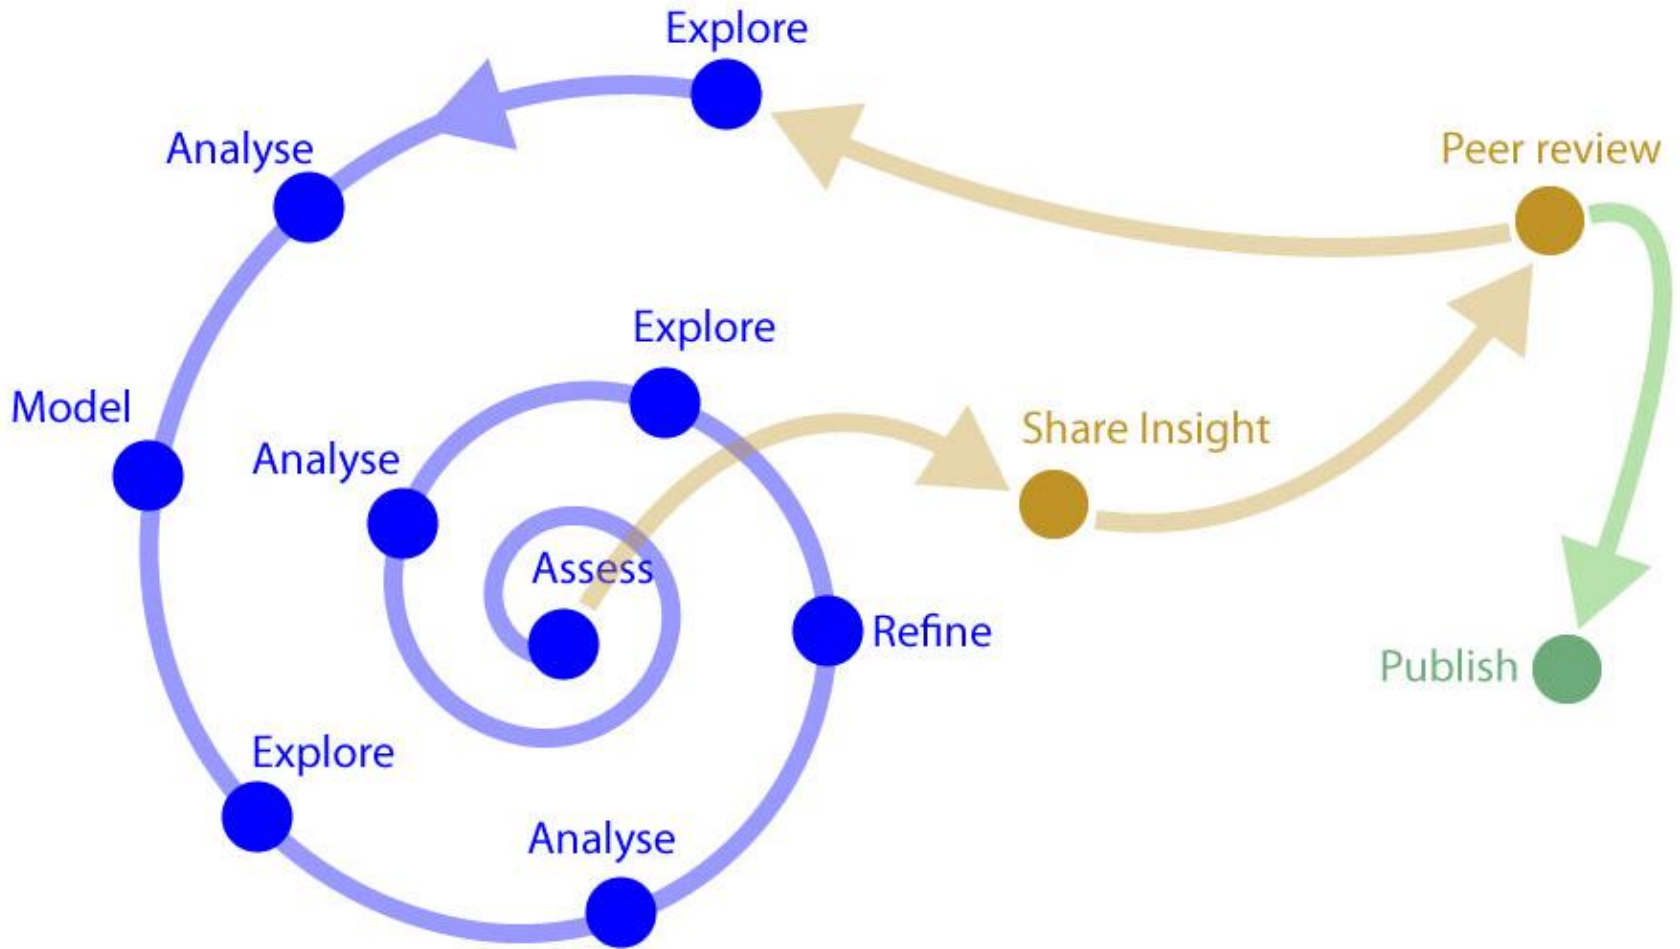 Explore
Analyse
Peer review
Explore
Model
Analyse
Share Insight
Assess
Refine
Publish
Explore
Analyse